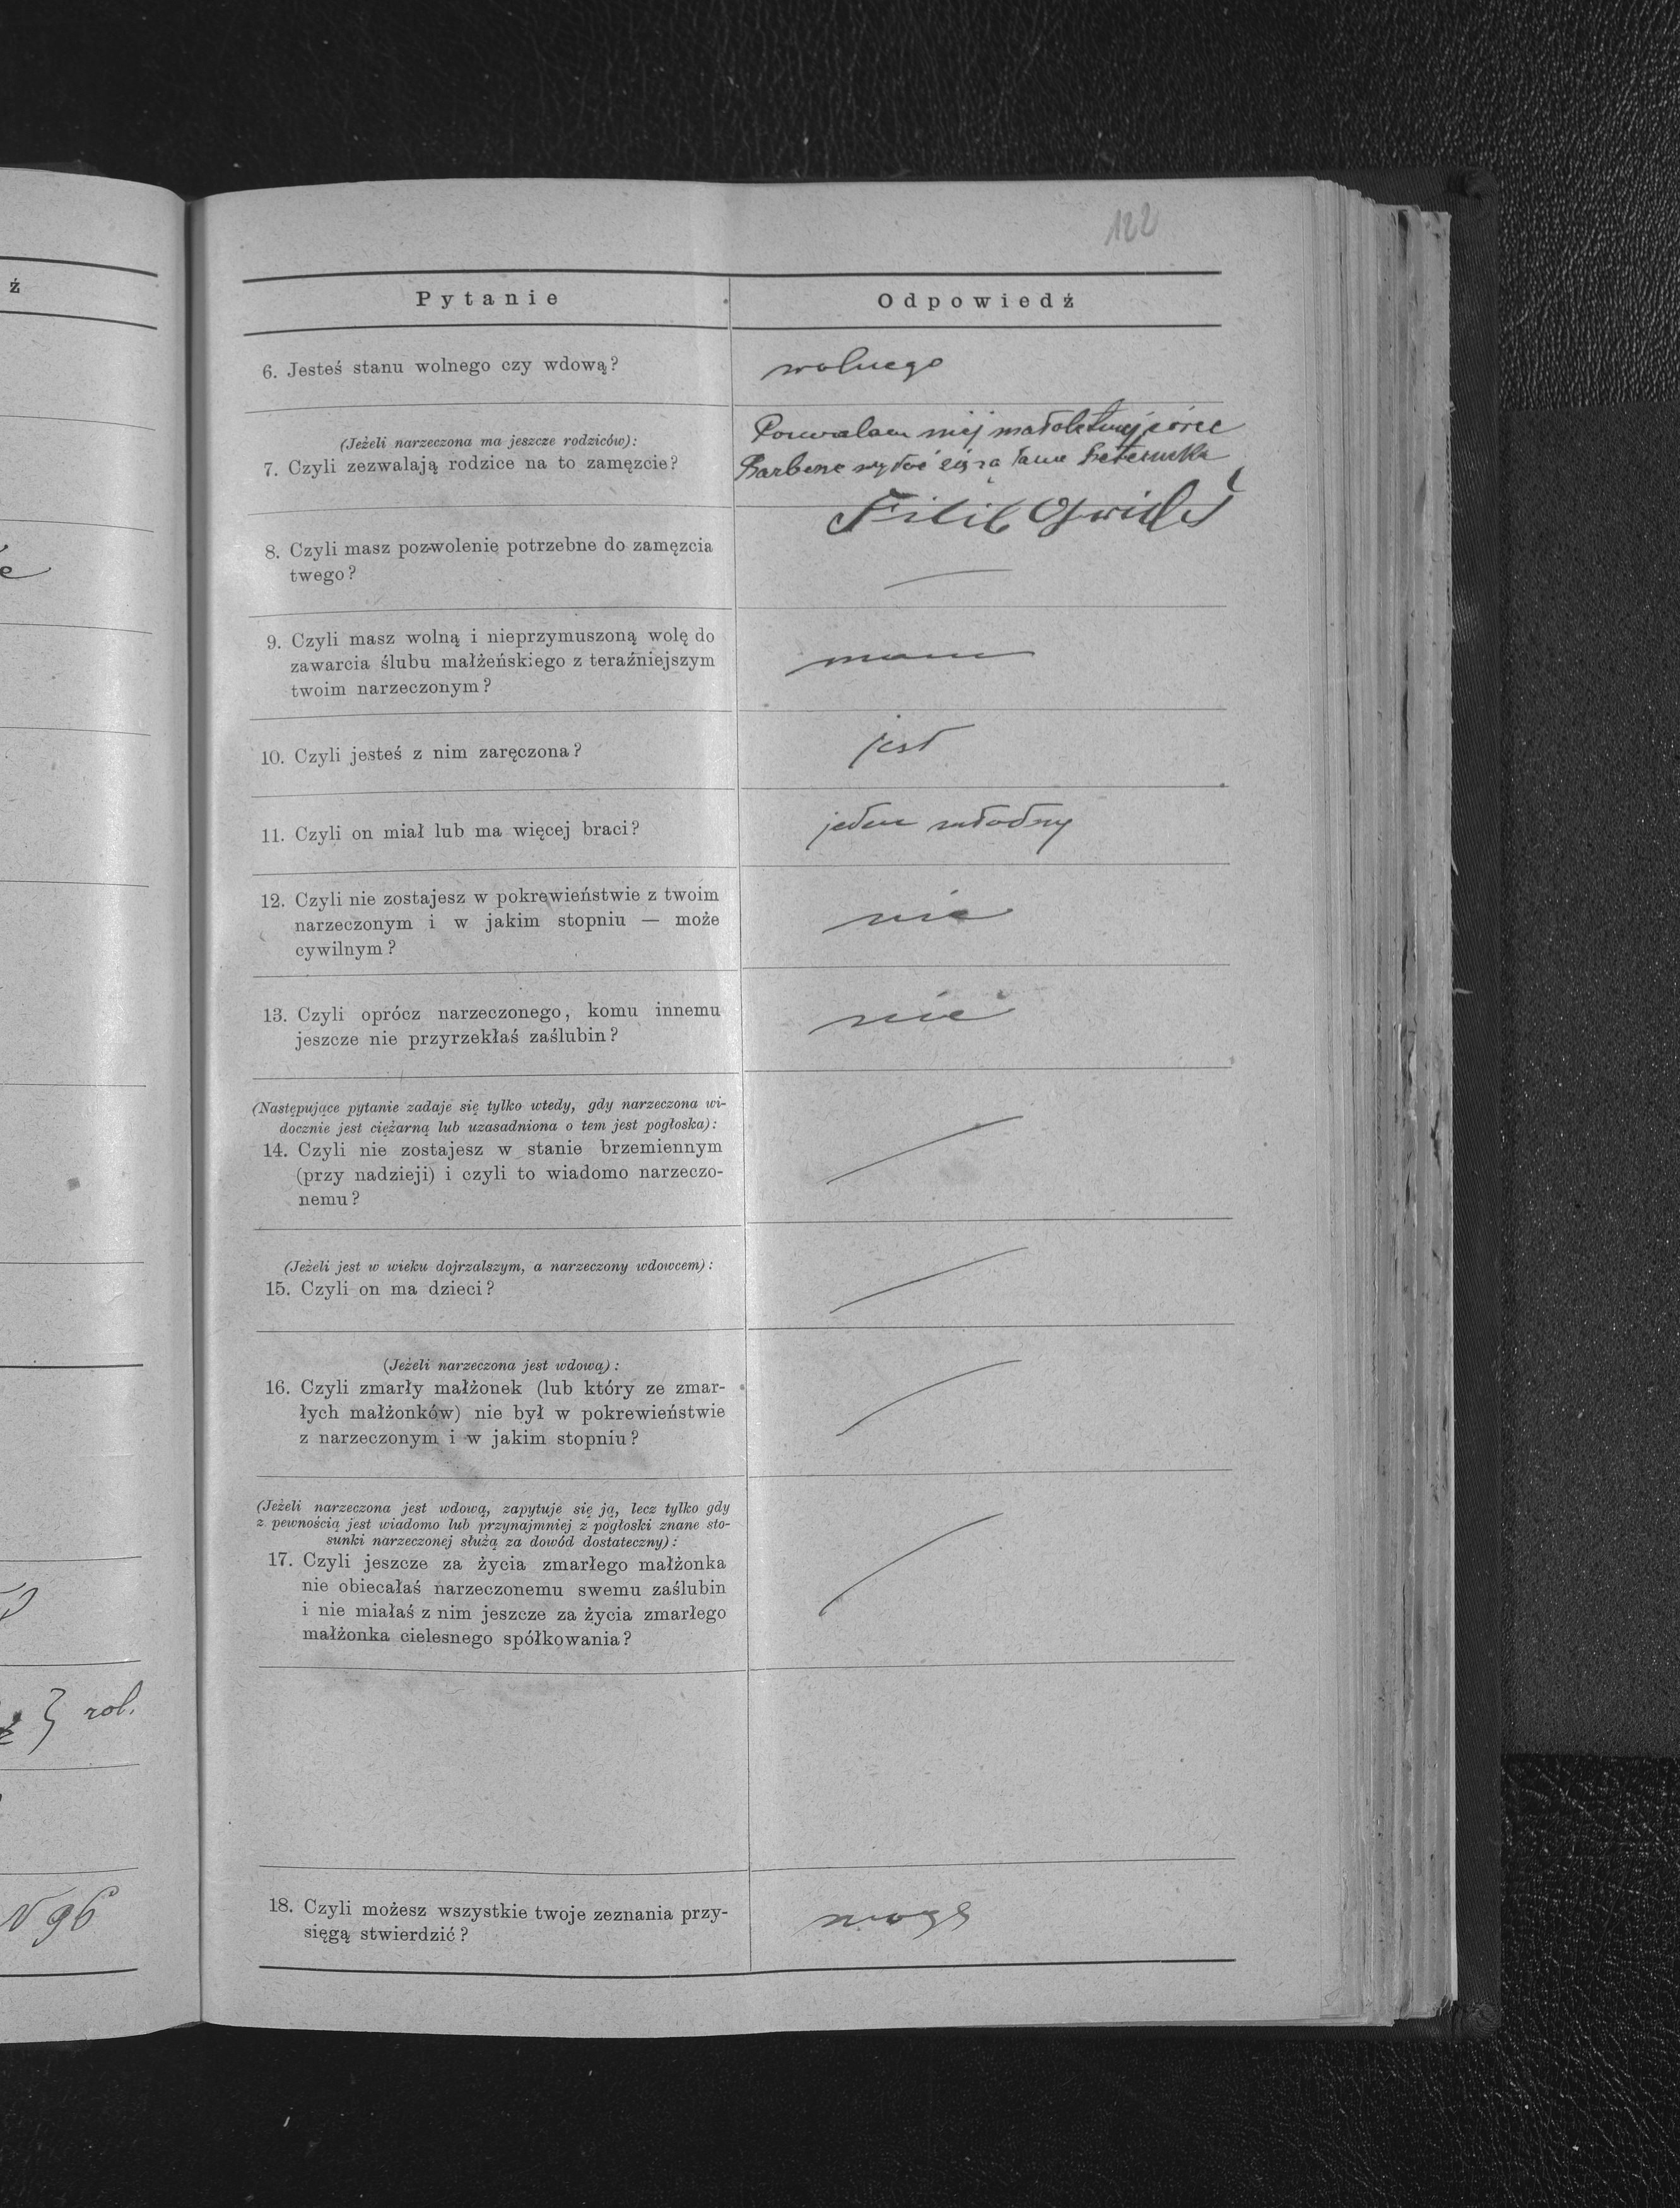 ź
e
} rol.
N 96
122
Pytanie
Odpowiedź
6. Jesteś stanu wolnego czy wdową?
wolnego
(Jeżeli narzeczona ma jeszcze rodziców):
7. Czyli zezwalają rodzice na to zamęzcie?
małoletniej córce
się za
Filip
8. Czyli masz pozwolenie potrzebne do zamęzcia
twego?
9. Czyli masz wolną i nieprzymuszoną wolę do
zawarcia ślubu małżeńskiego z teraźniejszym
twoim narzeczonym?
mam
10. Czyli jesteś z nim zaręczona?
jest
11. Czyli on miał lub ma więcej braci?
jeden młodszy
12. Czyli nie zostajesz w pokrewieństwie z twoim
narzeczonym i w jakim stopniu — może
cywilnym?
nie
13. Czyli oprócz narzeczonego, komu innemu
jeszcze nie przyrzekłaś zaślubin?
nie
(Następujące pytanie zadaje się tylko wtedy, gdy narzeczona wi-
docznie jest ciężarną lub uzasadniona o tem jest pogłoska):
14. Czyli nie zostajesz w stanie brzemiennym
(przy nadzieji) i czyli to wiadomo narzeczo-
nemu?
(Jeżeli jest w wieku dojrzalszym, a narzeczony wdowcem):
15. Czyli on ma dzieci?
(Jeżeli narzeczona jest wdową):
16. Czyli zmarły małżonek (lub który ze zmar-
łych małżonków) nie był w pokrewieństwie
z narzeczonym i w jakim stopniu?
(Jeżeli narzeczona jest wdową, zapytuje się ją, lecz tylko gdy
z pewnością jest wiadomo lub przynajmniej z pogłoski znane sto-
sunki narzeczonej służą za dowód dostateczny):
17. Czyli jeszcze za życia zmarłego małżonka
nie obiecałaś narzeczonemu swemu zaślubin
i nie miałaś z nim jeszcze za życia zmarłego
małżonka cielesnego spółkowania?
18. Czyli możesz wszystkie twoje zeznania przy-
sięgą stwierdzić?
mogę